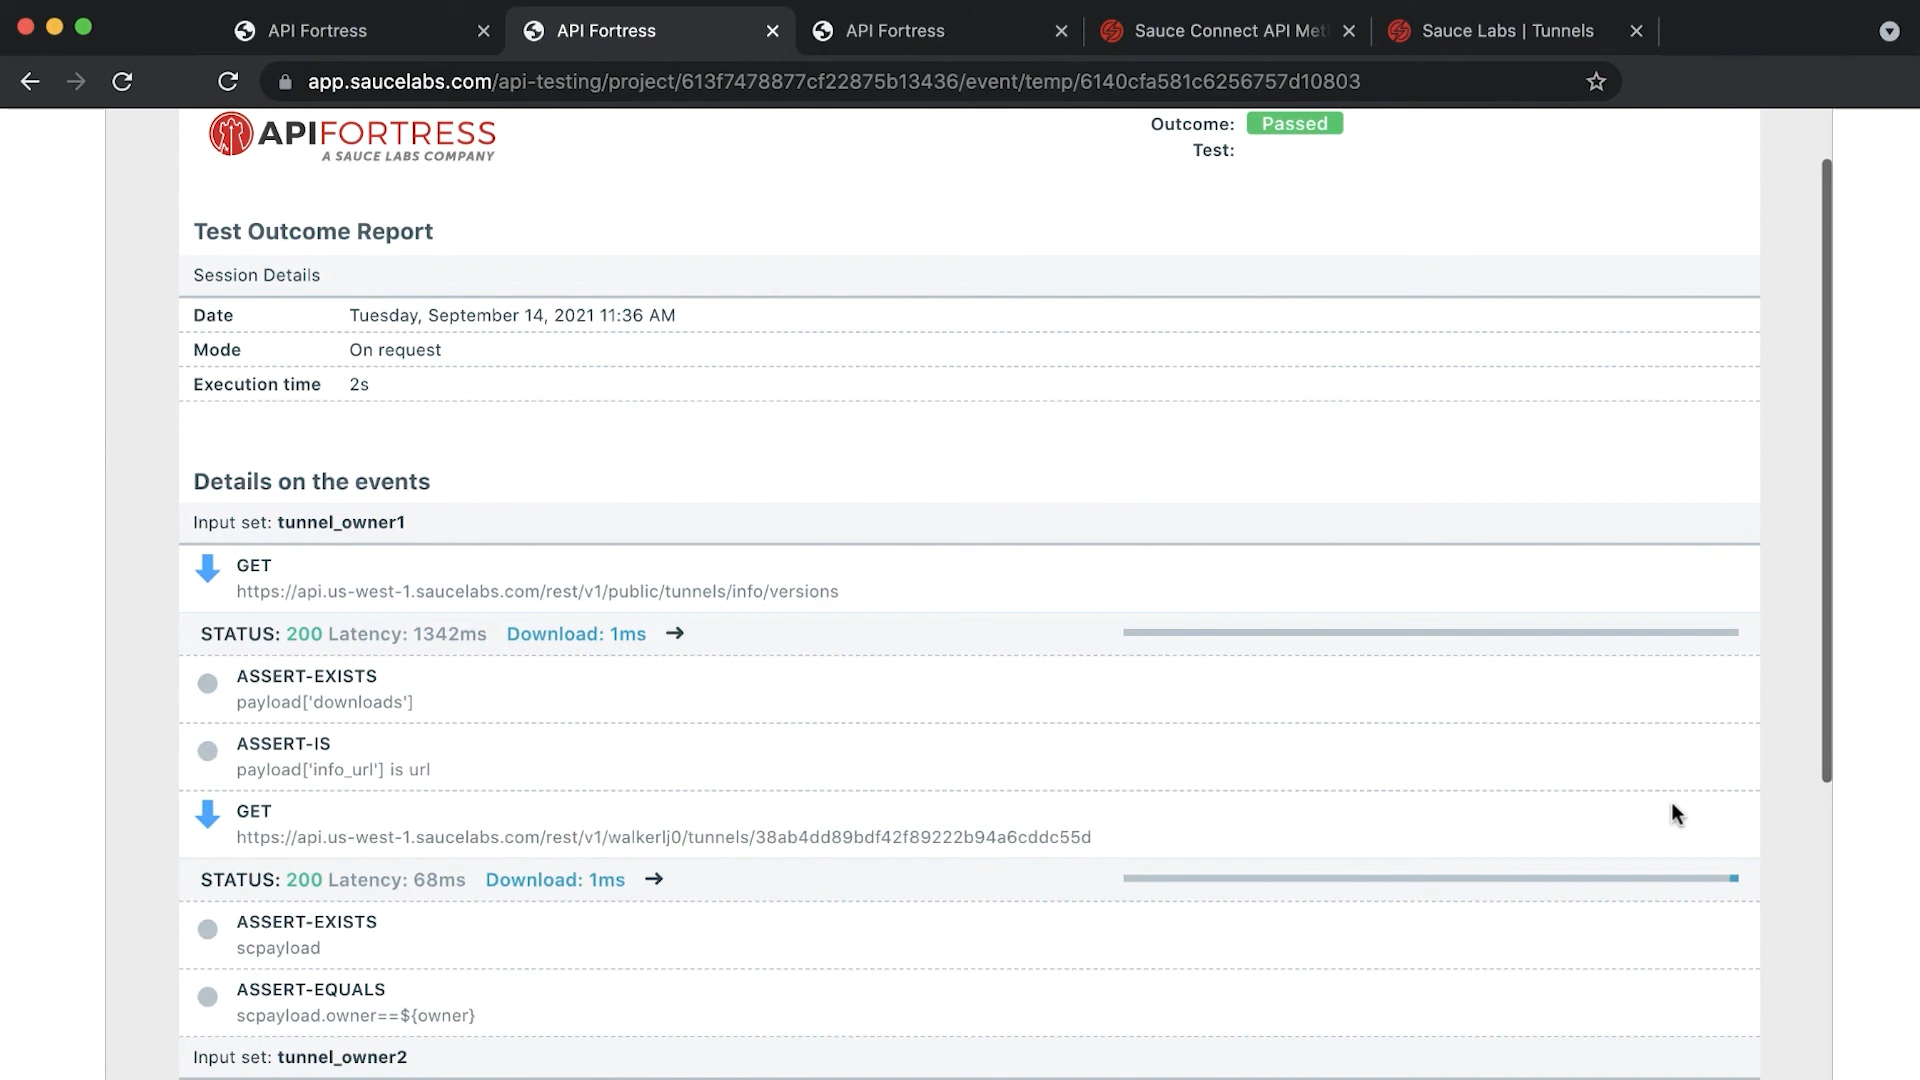 API Fortress
API Fortress
API Fortress
Sauce Connect API Met
Sauce Labs | Tunnels
app.saucelabs.com/api-testing/project/613f7478877cf22875b13436/event/temp/6140cfa581c6256757d10803
APIFORTRESS
A SAUCE LABS COMPANY
Outcome: Passed
Test:
Test Outcome Report
Session Details
Date Tuesday, September 14, 2021 11:36 AM
Mode On request
Execution time 2s
Details on the events
Input set: tunnel_owner1
GET
https://api.us-west-1.saucelabs.com/rest/v1/public/tunnels/info/versions
STATUS: 200 Latency: 1342ms Download: 1ms →
ASSERT-EXISTS
payload['downloads']
ASSERT-IS
payload['info_url'] is url
GET
https://api.us-west-1.saucelabs.com/rest/v1/walkerlj0/tunnels/38ab4dd89bdf42f89222b94a6cddc55d
STATUS: 200 Latency: 68ms Download: 1ms →
ASSERT-EXISTS
scpayload
ASSERT-EQUALS
scpayload.owner==${owner}
Input set: tunnel_owner2